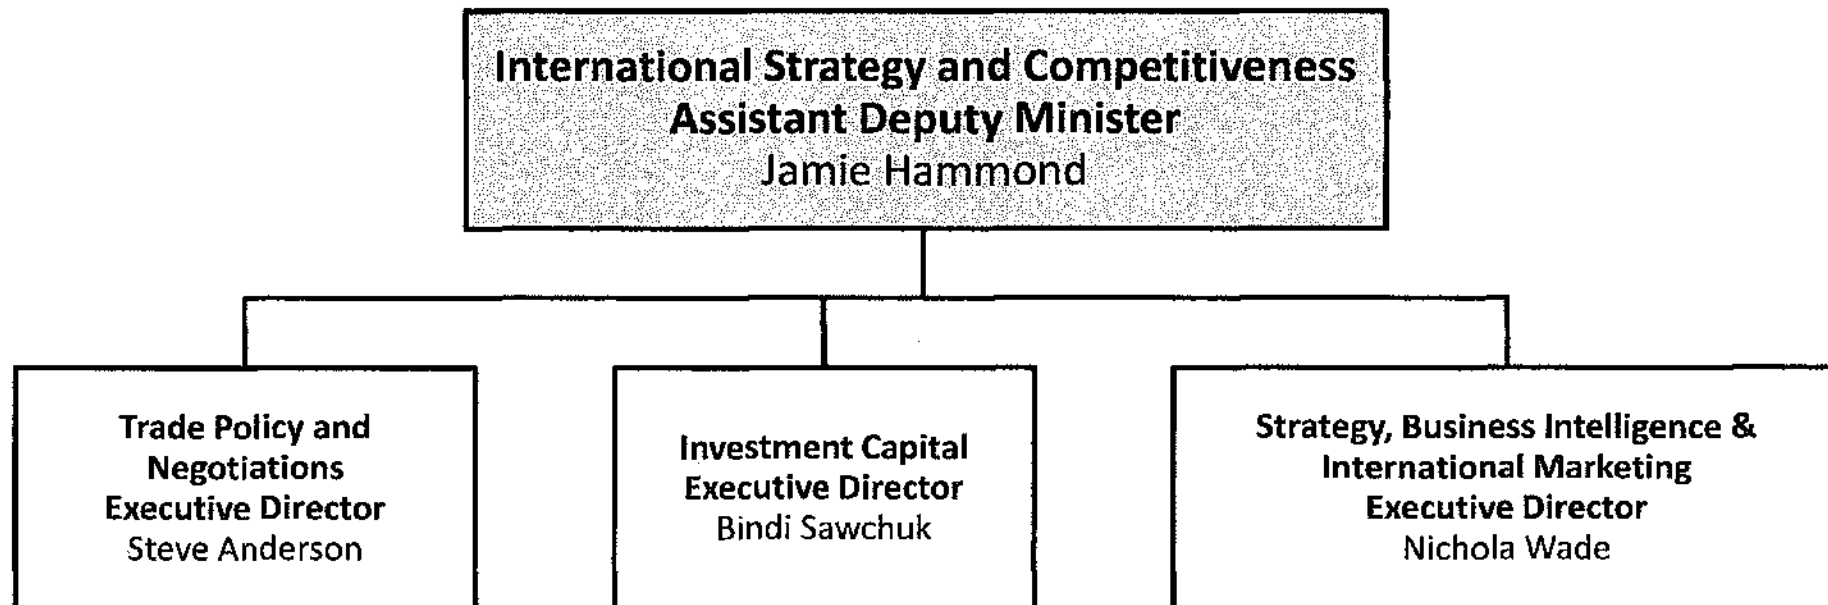 International Strategy and Competitiveness
Assistant Deputy Minister
Jamie Hammond
Trade Policy and
Negotiations
Executive Director
Steve Anderson
Investment Capital
Executive Director
Bindi Sawchuk
Strategy, Business Intelligence &
International Marketing
Executive Director
Nichola Wade